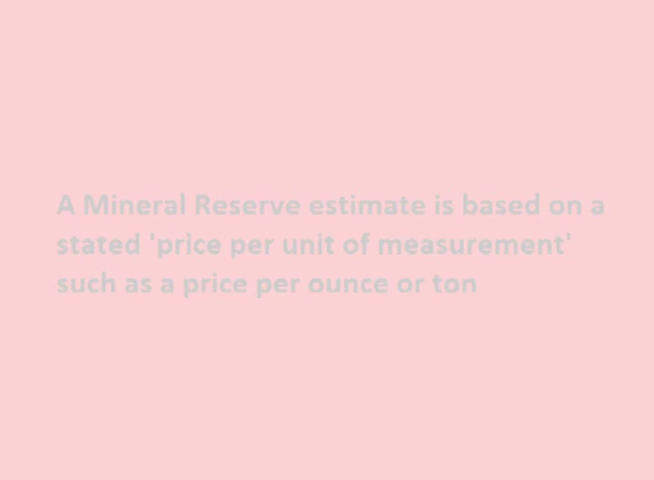 A Mineral Reserve estimate is based on a
stated 'price per unit of measurement'
such as a price per ounce or ton